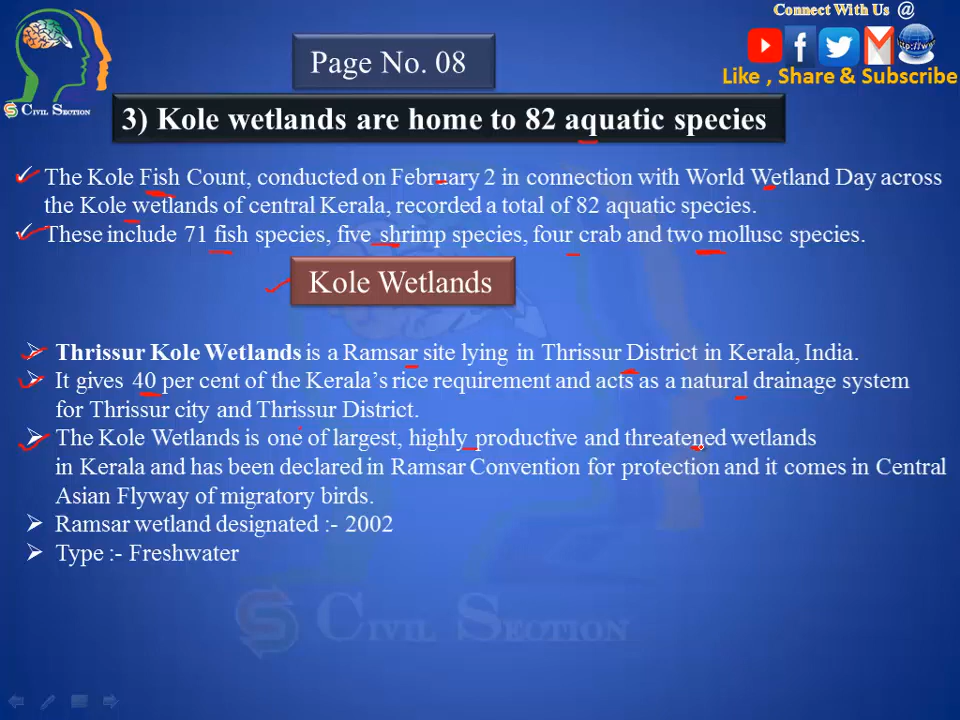 Connect With Us @
Like , Share & Subscribe
CIVIL SECTION
Page No. 08
3) Kole wetlands are home to 82 aquatic species
The Kole Fish Count, conducted on February 2 in connection with World Wetland Day across
the Kole wetlands of central Kerala, recorded a total of 82 aquatic species.
These include 71 fish species, five shrimp species, four crab and two mollusc species.
Kole Wetlands
Thrissur Kole Wetlands is a Ramsar site lying in Thrissur District in Kerala, India.
It gives 40 per cent of the Kerala's rice requirement and acts as a natural drainage system
for Thrissur city and Thrissur District.
The Kole Wetlands is one of largest, highly productive and threatened wetlands
in Kerala and has been declared in Ramsar Convention for protection and it comes in Central
Asian Flyway of migratory birds.
Ramsar wetland designated :- 2002
Type :- Freshwater
CIVIL SECTION